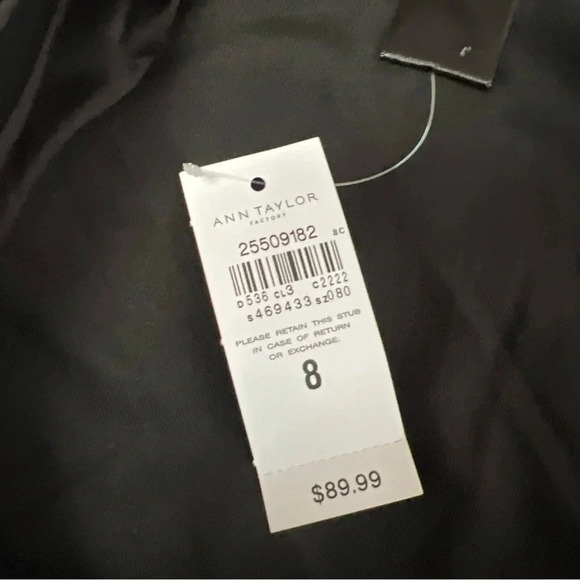 ANN TAYLOR
FACTORY
25509182 8C
D536 CL3 C2222
S469433 SZ080
PLEASE RETAIN THIS STUB
IN CASE OF RETURN
OR EXCHANGE.
8
$89.99